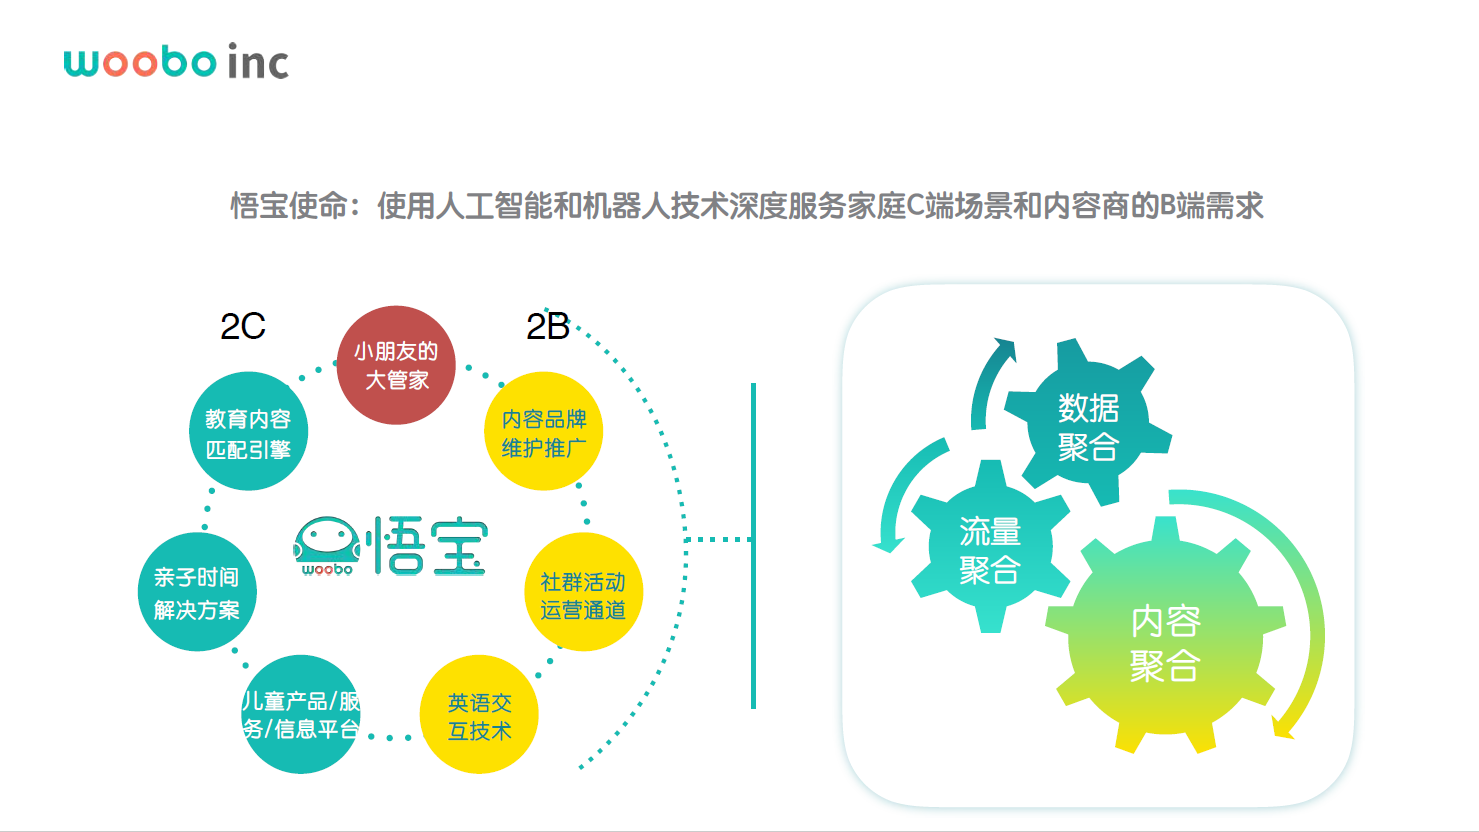 woobo inc
悟宝使命：使用人工智能和机器人技术深度服务家庭C端场景和内容商的B端需求
2C
2B
小朋友的
大管家
教育内容
匹配引擎
内容品牌
维护推广
悟宝
woobo
亲子时间
解决方案
社群活动
运营通道
儿童产品/服
务/信息平台
英语交
互技术
数据
聚合
流量
聚合
内容
聚合